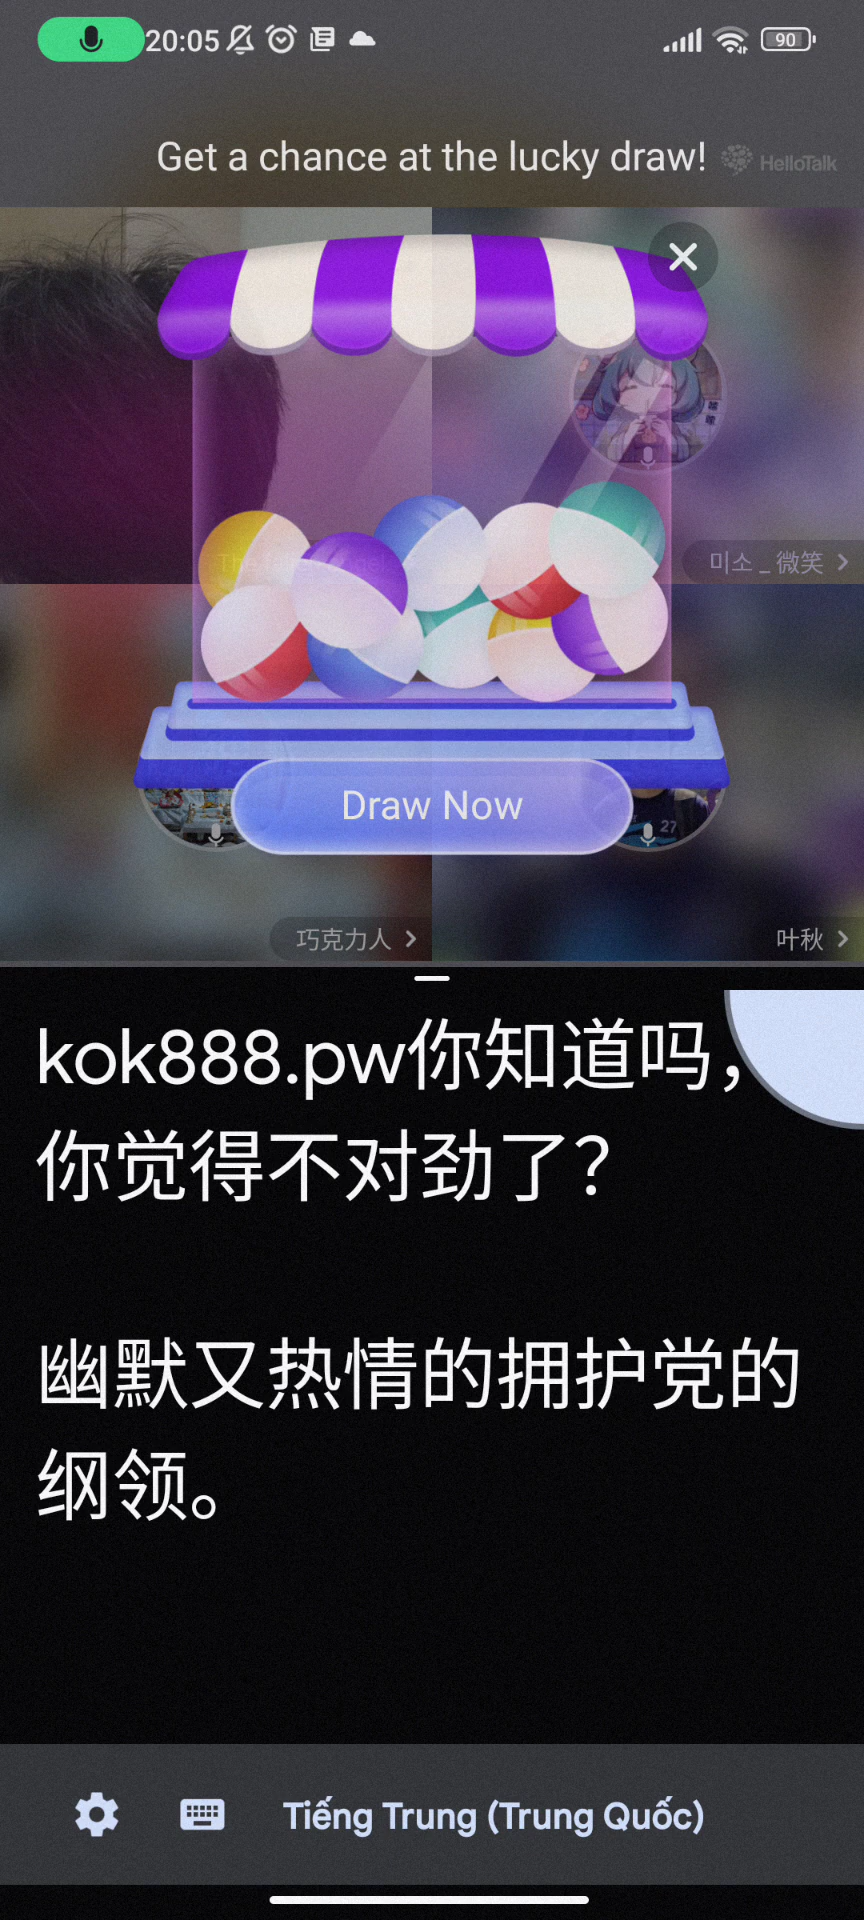 20:05
90
Get a chance at the lucky draw!
HelloTalk
미소 _ 微笑
27
Draw Now
巧克力人
叶秋
kok888.pw你知道吗，
你觉得不对劲了？
幽默又热情的拥护党的
纲领。
Tiếng Trung (Trung Quốc)